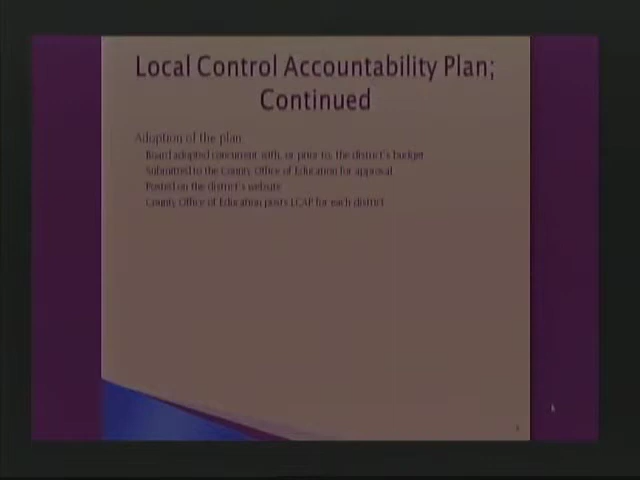 Local Control Accountability Plan;
Continued
Adoption of the plan
Board adopted concurrent with, or prior to, the district's budget
Submitted to the County Office of Education for approval
Posted on the district's website
County Office of Education posts LCAP for each district